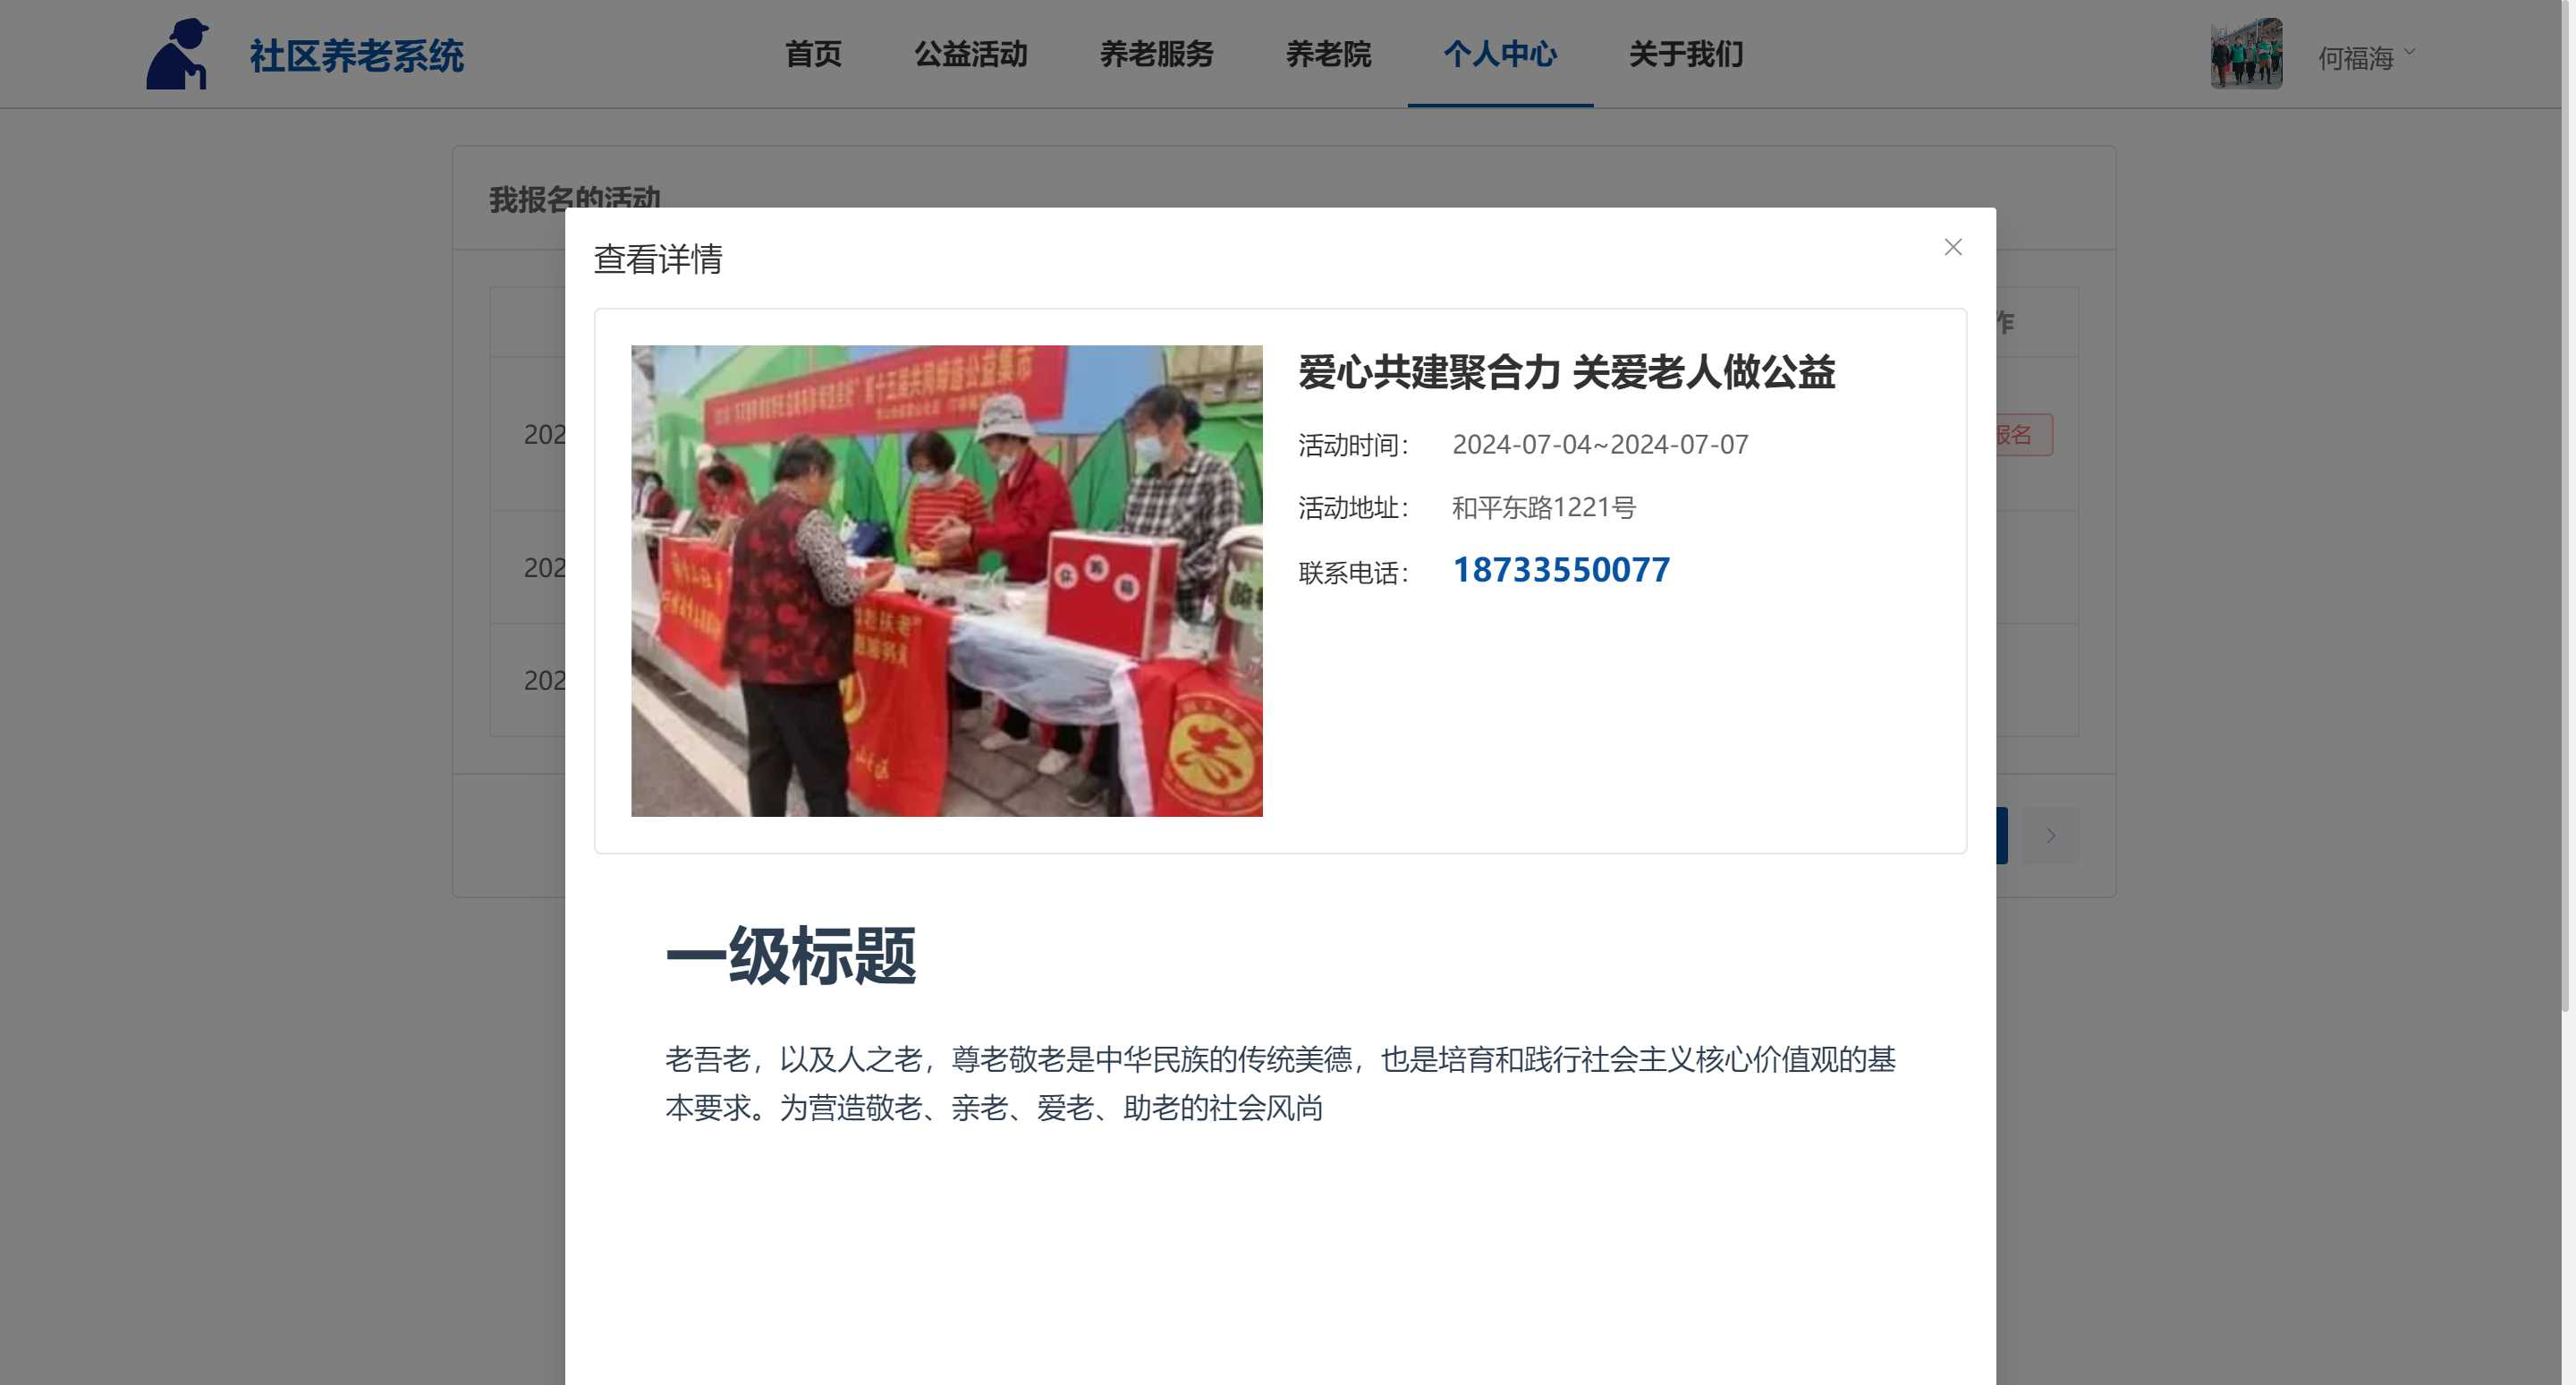 社区养老系统
首页 公益活动 养老服务 养老院 个人中心 关于我们
何福海
我报名的活动
查看详情
作
爱心共建聚合力 关爱老人做公益
活动时间： 2024-07-04~2024-07-07
202
报名
活动地址： 和平东路1221号
联系电话： 18733550077
202
202
一级标题
老吾老，以及人之老，尊老敬老是中华民族的传统美德，也是培育和践行社会主义核心价值观的基
本要求。为营造敬老、亲老、爱老、助老的社会风尚